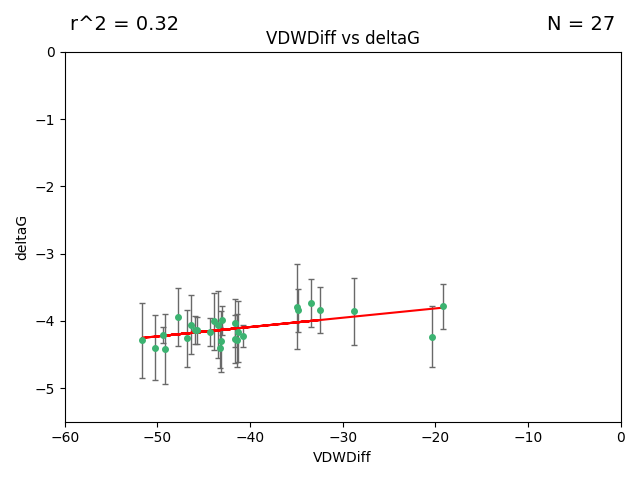 r^2 = 0.32
N = 27
VDWDiff vs deltaG
0
−1
−2
−3
−4
−5
deltaG
−60 −50 −40 −30 −20 −10 0
VDWDiff